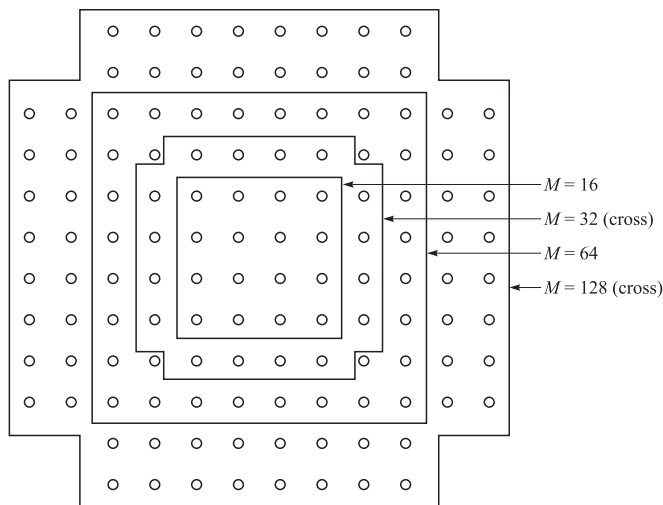 M = 16
M = 32 (cross)
M = 64
M = 128 (cross)